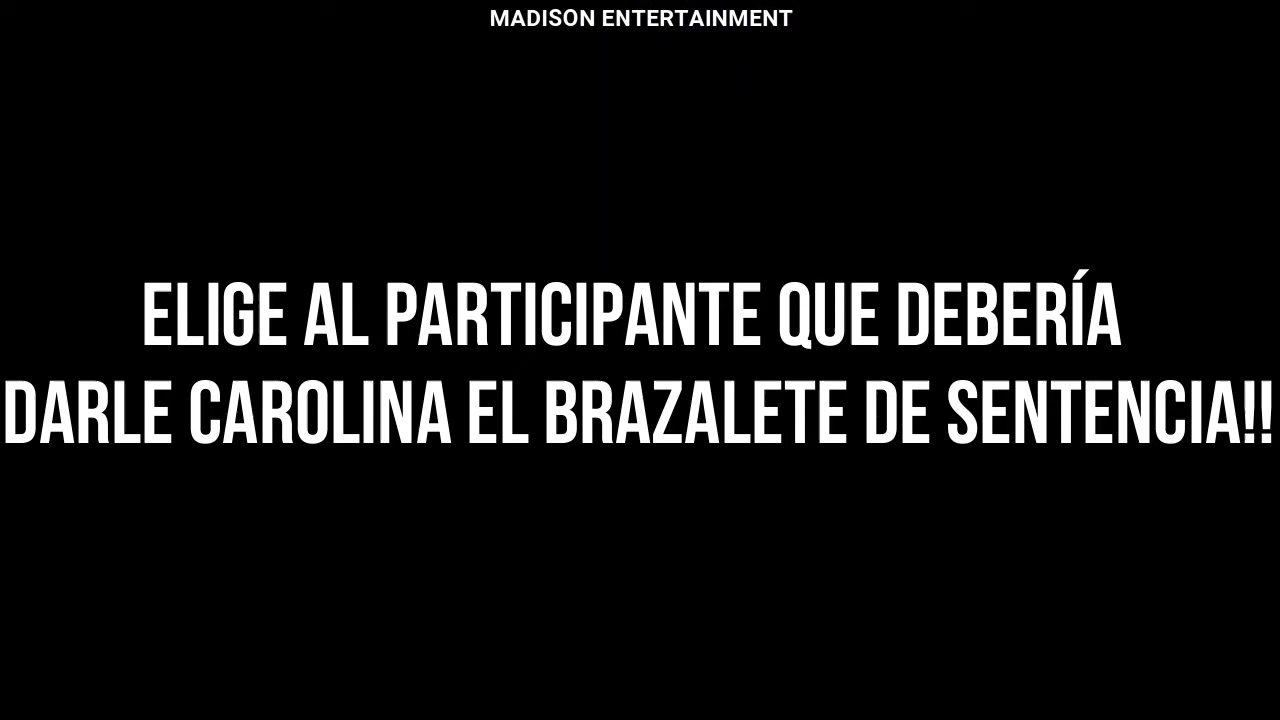 MADISON ENTERTAINMENT
ELIGE AL PARTICIPANTE QUE DEBERÍA
DARLE CAROLINA EL BRAZALETE DE SENTENCIA!!